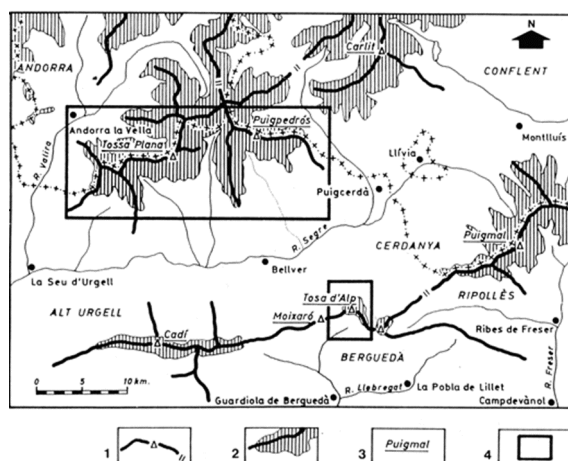 N
Carlit
ANDORRA
CONFLENT
Puigpedrós
Andorra la Vella
Montlluís
Tossa Plana
Llívia
R. Valira
Puigcerdà
Puigmal
R. Segre
CERDANYA
La Seu d'Urgell
Bellver
Tosa d'Alp
RIPOLLÈS
ALT URGELL
Moixaró
Ribes de Freser
Cadí
BERGUEDÀ
R. Freser
0 10 km.
R. Llebregat
La Pobla de Lillet
Guardiola de Berguedà
Campdevànol
1 2 3 Puigmal 4